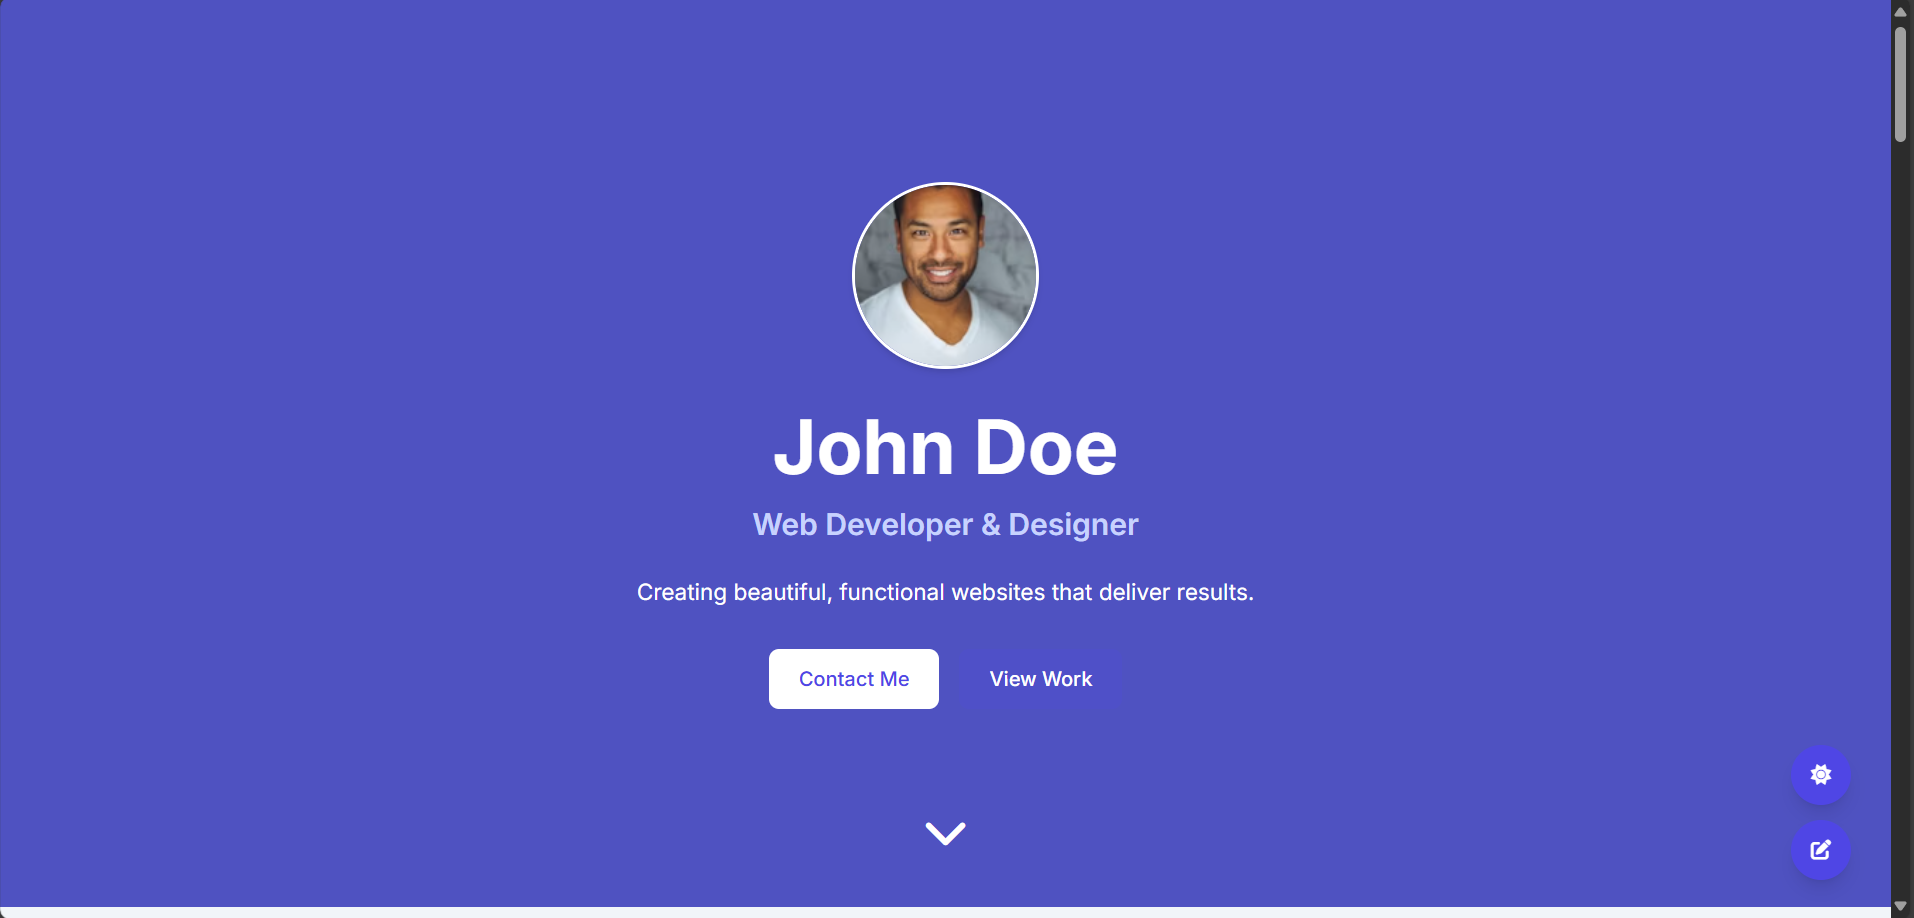 John Doe
Web Developer & Designer
Creating beautiful, functional websites that deliver results.
Contact Me
View Work